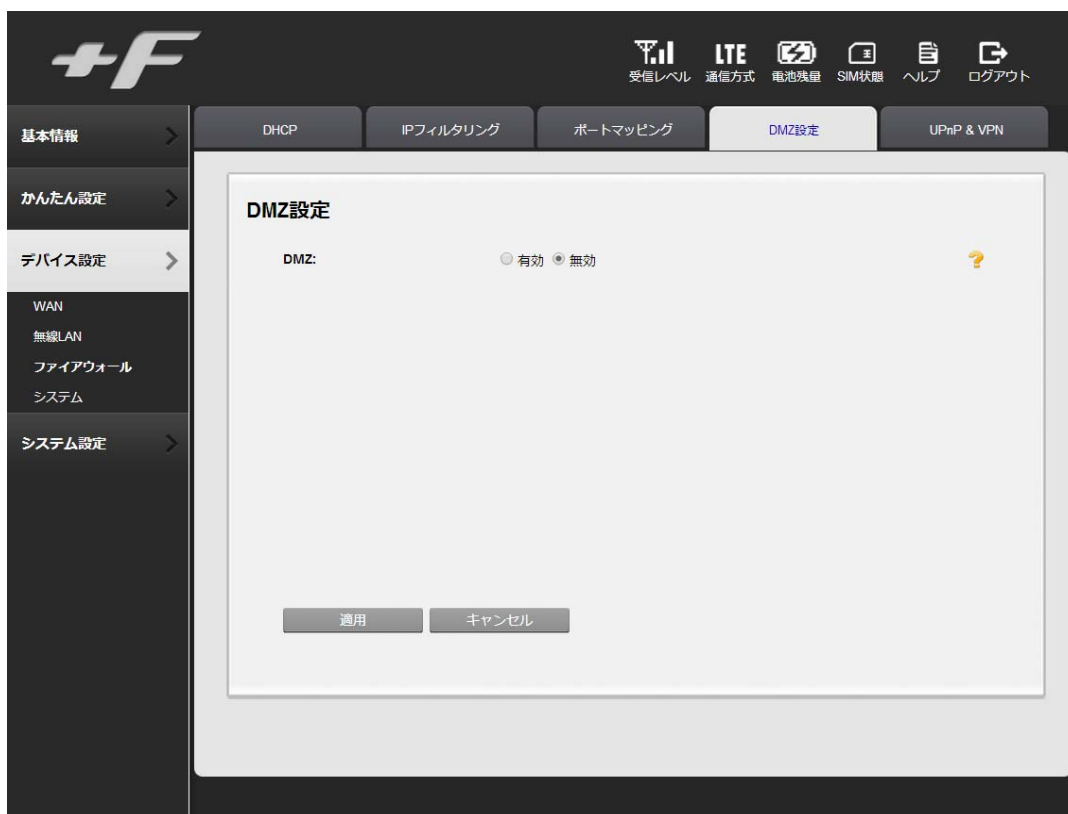 +F
受信レベル 通信方式 電池残量 SIM状態 ヘルプ ログアウト
LTE
基本情報
かんたん設定
デバイス設定
WAN
無線LAN
ファイアウォール
システム
システム設定
DHCP IPフィルタリング ポートマッピング DMZ設定 UPnP & VPN
DMZ設定
DMZ: 有効 無効
?
適用 キャンセル